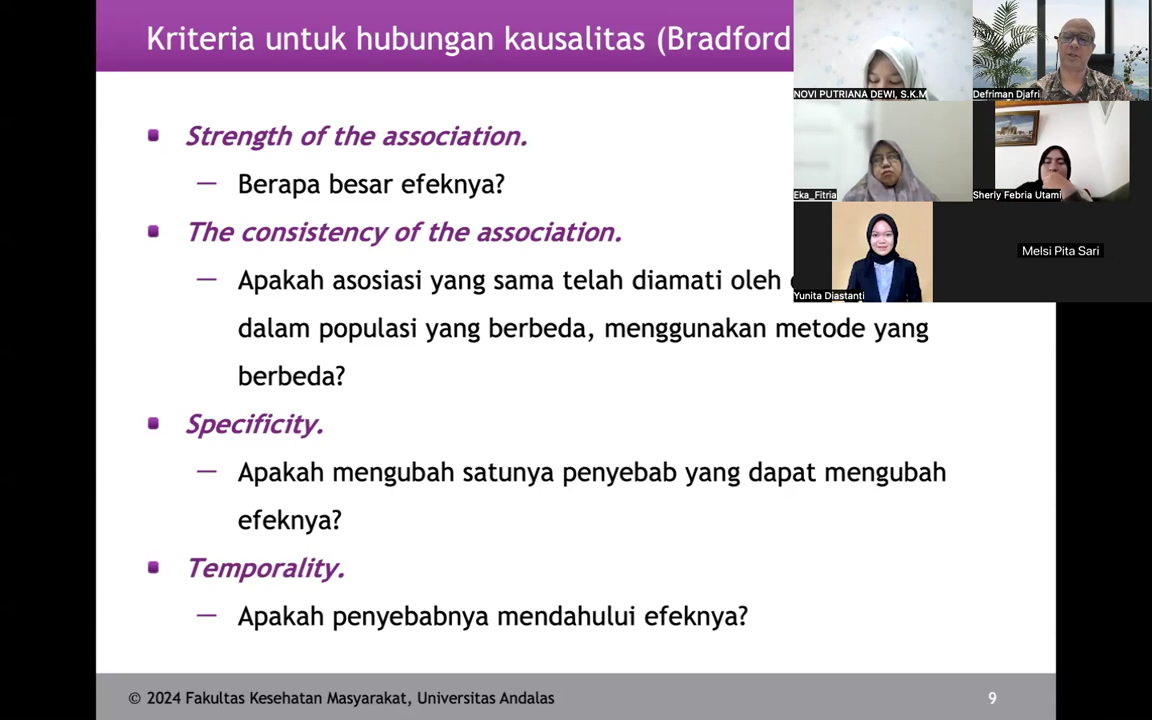 Kriteria untuk hubungan kausalitas (Bradford
Strength of the association.
— Berapa besar efeknya?
The consistency of the association.
— Apakah asosiasi yang sama telah diamati oleh
dalam populasi yang berbeda, menggunakan metode yang
berbeda?
Specificity.
— Apakah mengubah satunya penyebab yang dapat mengubah
efeknya?
Temporality.
— Apakah penyebabnya mendahului efeknya?
© 2024 Fakultas Kesehatan Masyarakat, Universitas Andalas
9
NOVI PUTRIANA DEWI, S.K.M
Defriman Djafri
Eka_Fitria
Sherly Febria Utami
Yunita Diastanti
Melsi Pita Sari